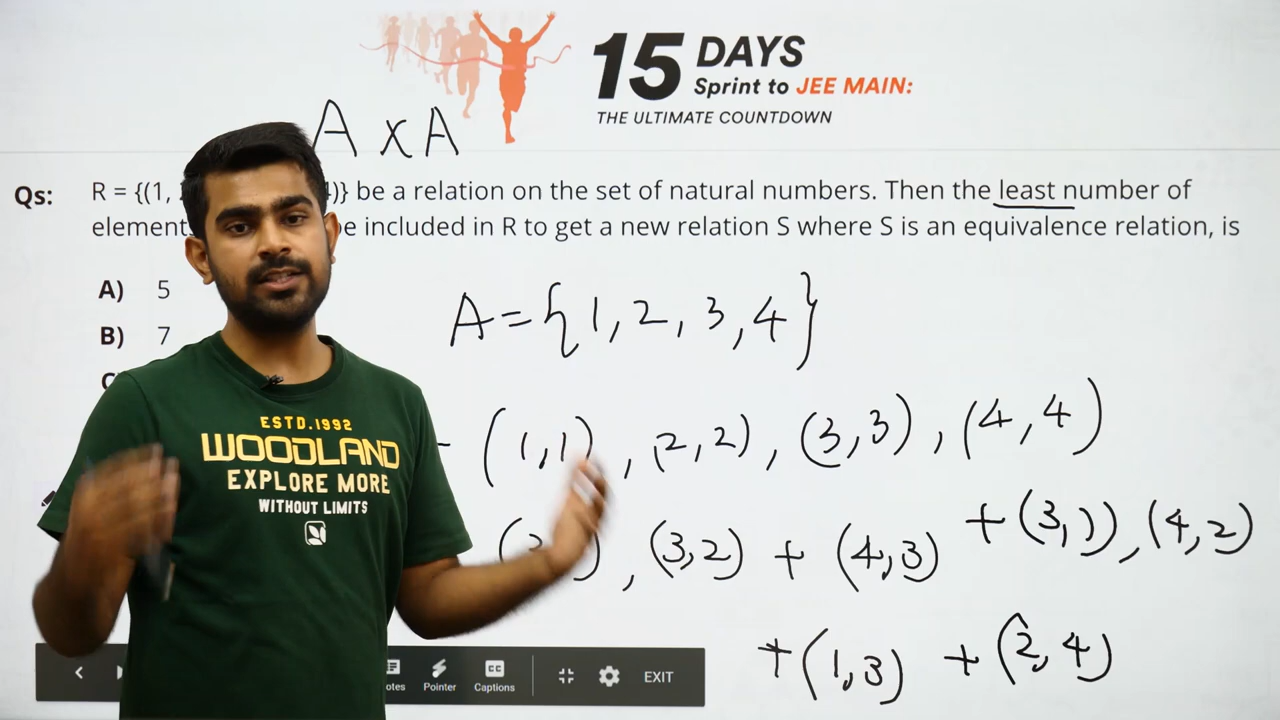 15 DAYS
Sprint to JEE MAIN:
THE ULTIMATE COUNTDOWN
A x A
Qs: R = {(1, )} be a relation on the set of natural numbers. Then the least number of
element be included in R to get a new relation S where S is an equivalence relation, is
A) 5
B) 7
A={1,2,3,4}
(1,1), (2,2), (3,3), (4,4)
(3,2) + (4,3) + (3,1), (4,2)
+ (1,3) + (2,4)
ESTD.1992
WOODLAND
EXPLORE MORE
WITHOUT LIMITS
Pointer
Captions
EXIT